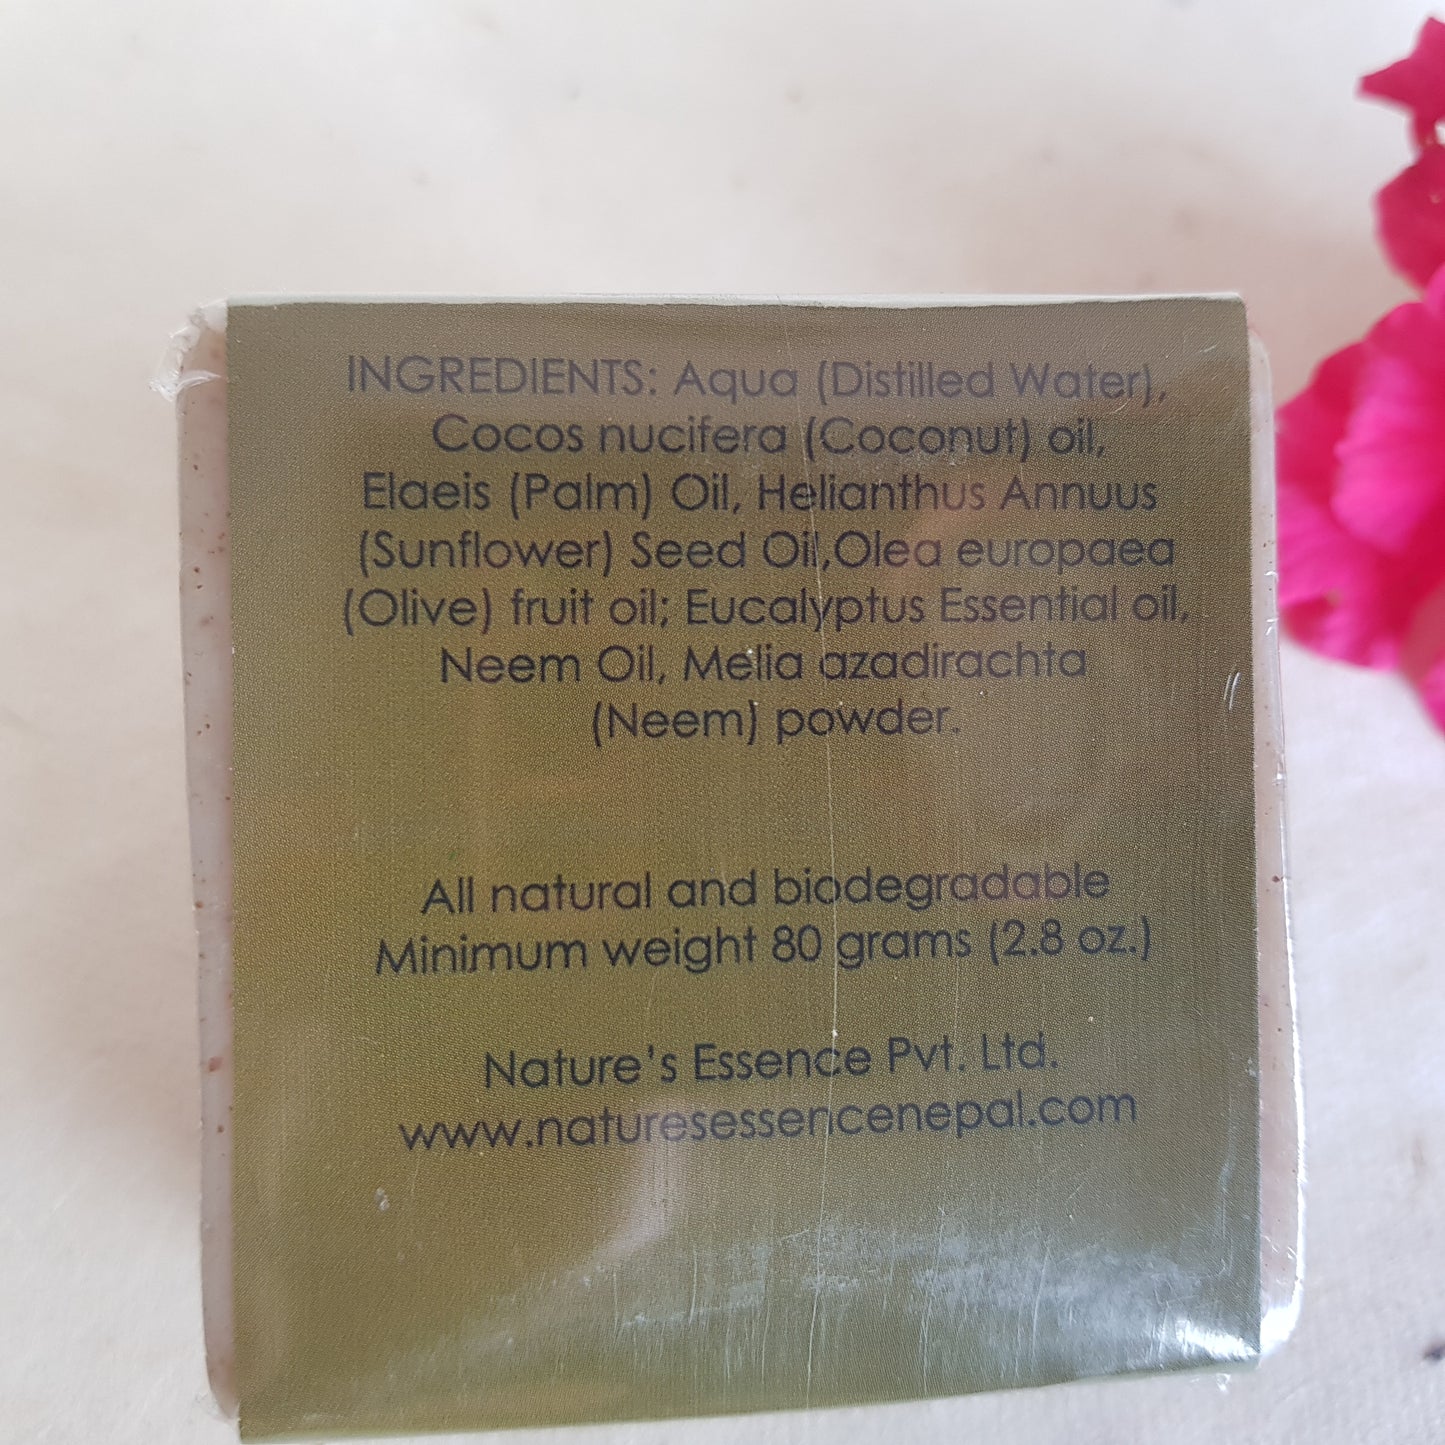 INGREDIENTS: Aqua (Distilled Water),
Cocos nucifera (Coconut) oil,
Elaeis (Palm) Oil, Helianthus Annuus
(Sunflower) Seed Oil,Olea europaea
(Olive) fruit oil; Eucalyptus Essential oil,
Neem Oil, Melia azadirachta
(Neem) powder.
All natural and biodegradable
Minimum weight 80 grams (2.8 oz.)
Nature's Essence Pvt. Ltd.
www.naturesessencenepal.com